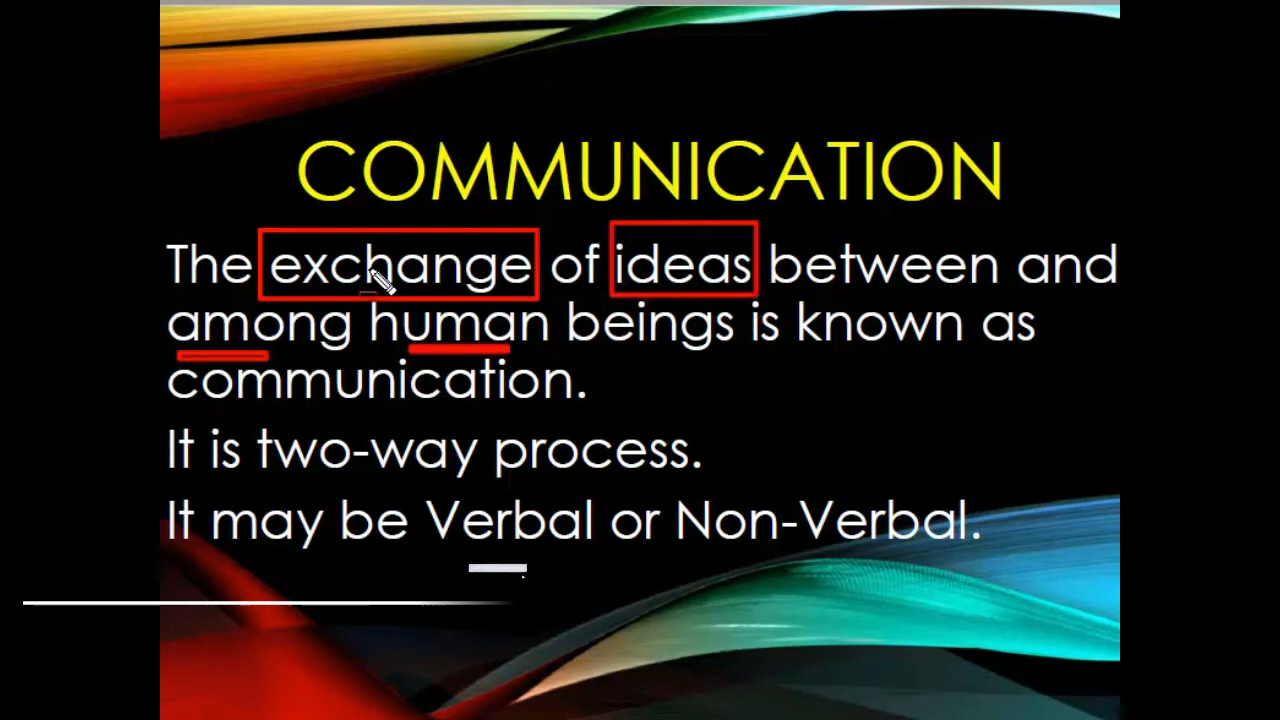 COMMUNICATION
The exchange of ideas between and
among human beings is known as
communication.
It is two-way process.
It may be Verbal or Non-Verbal.